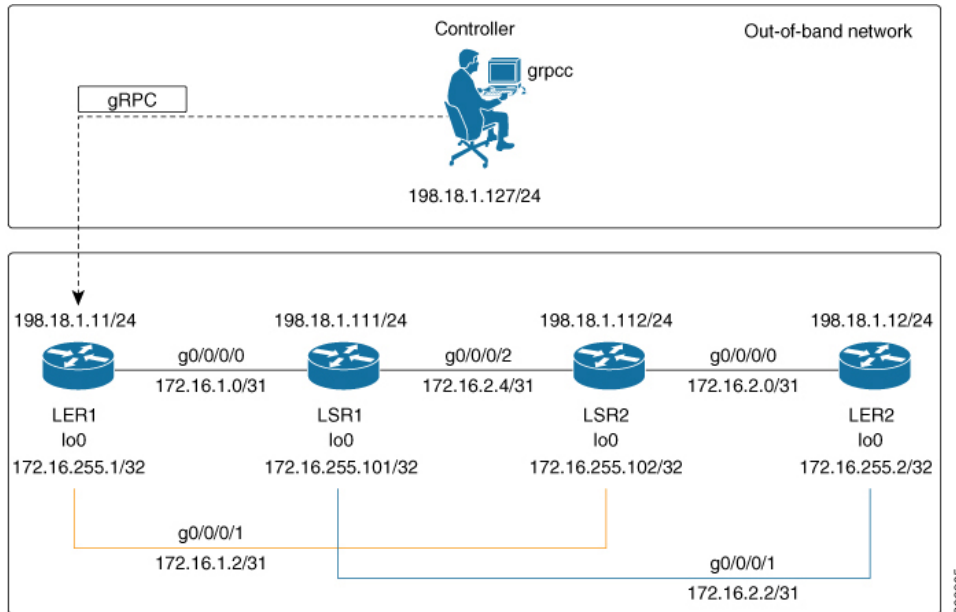 Controller
Out-of-band network
grpcc
gRPC
198.18.1.127/24
198.18.1.11/24 198.18.1.111/24 198.18.1.112/24 198.18.1.12/24
g0/0/0/0 g0/0/0/2 g0/0/0/0
172.16.1.0/31 172.16.2.4/31 172.16.2.0/31
LER1 LSR1 LSR2 LER2
lo0 lo0 lo0 lo0
172.16.255.1/32 172.16.255.101/32 172.16.255.102/32 172.16.255.2/32
g0/0/0/1
172.16.1.2/31
g0/0/0/1
172.16.2.2/31